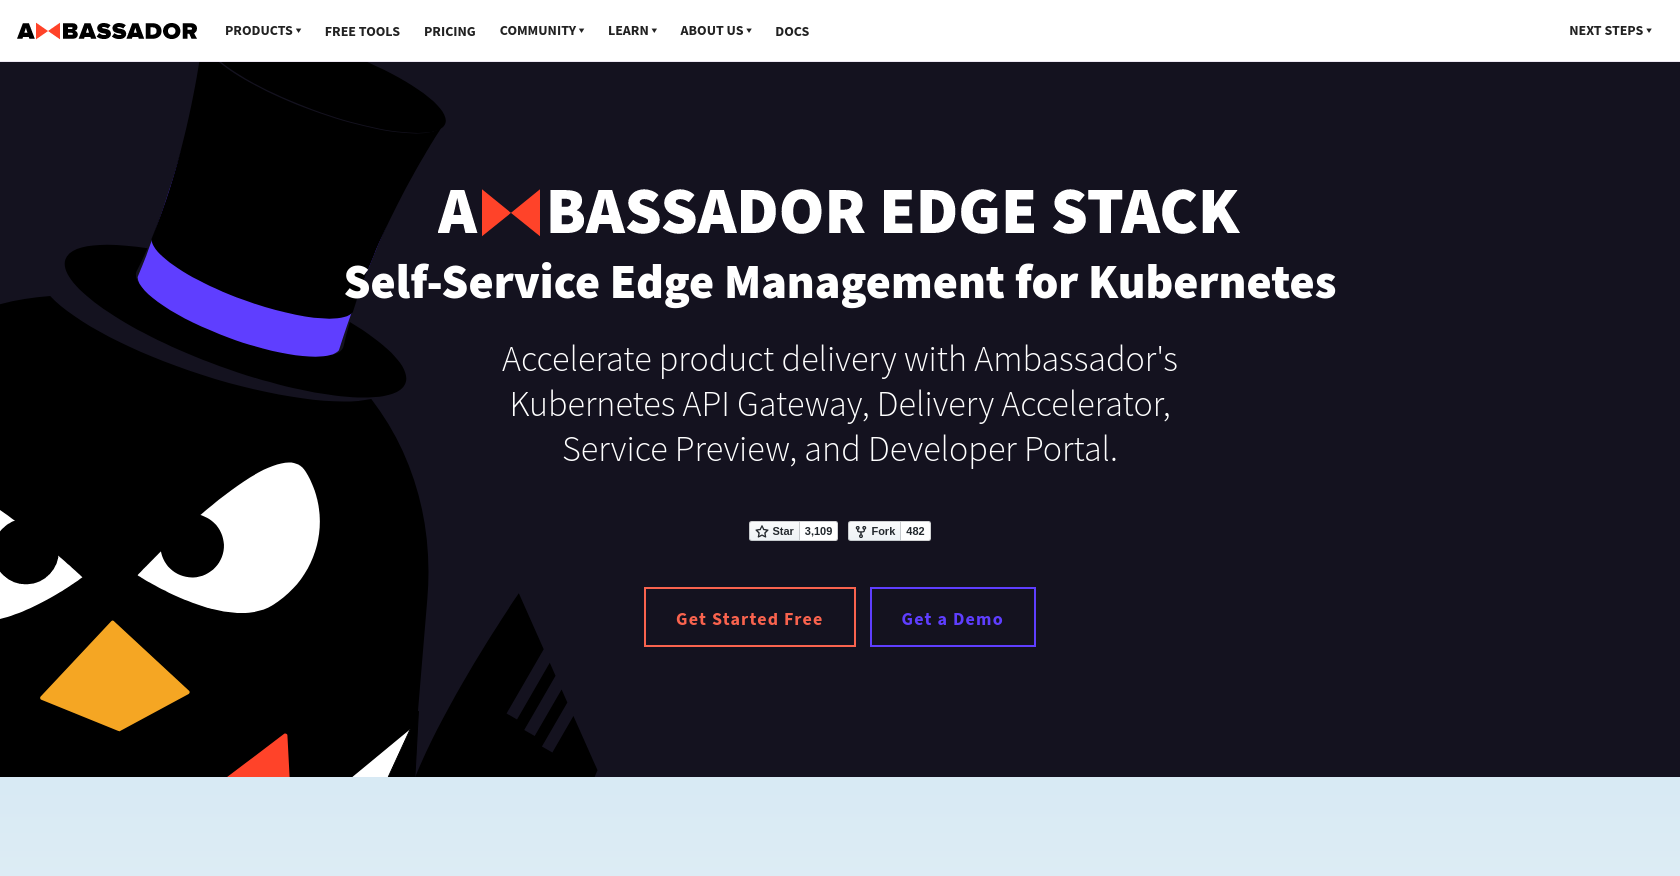 AMBASSADOR PRODUCTS FREE TOOLS PRICING COMMUNITY LEARN ABOUT US DOCS NEXT STEPS
AMBASSADOR EDGE STACK
Self-Service Edge Management for Kubernetes
Accelerate product delivery with Ambassador's
Kubernetes API Gateway, Delivery Accelerator,
Service Preview, and Developer Portal.
Star 3,109 Fork 482
Get Started Free Get a Demo